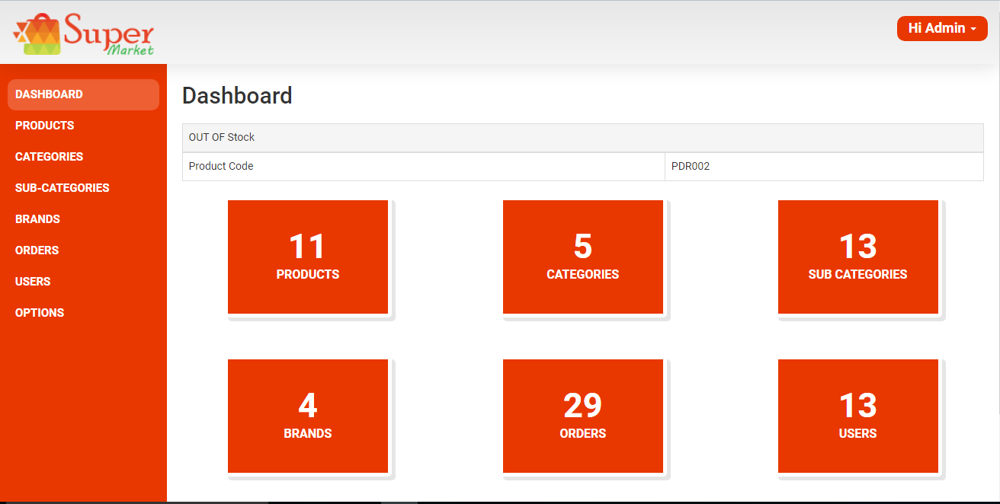 Super
Market
Hi Admin
DASHBOARD
PRODUCTS
CATEGORIES
SUB-CATEGORIES
BRANDS
ORDERS
USERS
OPTIONS
Dashboard
OUT OF Stock
Product Code PDR002
11
PRODUCTS
5
CATEGORIES
13
SUB CATEGORIES
4
BRANDS
29
ORDERS
13
USERS